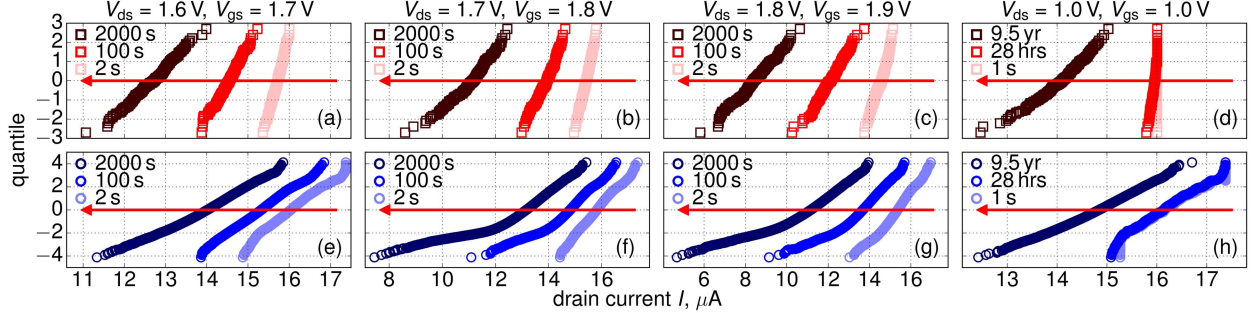 V_ds = 1.6 V, V_gs = 1.7 V
V_ds = 1.7 V, V_gs = 1.8 V
V_ds = 1.8 V, V_gs = 1.9 V
V_ds = 1.0 V, V_gs = 1.0 V
quantile
3
2
1
0
−1
−2
3
2000 s
100 s
2 s
(a)
2000 s
100 s
2 s
(b)
2000 s
100 s
2 s
(c)
9.5 yr
28 hrs
1 s
(d)
4
2
0
−2
−4
2000 s
100 s
2 s
(e)
2000 s
100 s
2 s
(f)
2000 s
100 s
2 s
(g)
9.5 yr
28 hrs
1 s
(h)
11 12 13 14 15 16 17
8 10 12 14 16
6 8 10 12 14 16
13 14 15 16 17
drain current I, μA